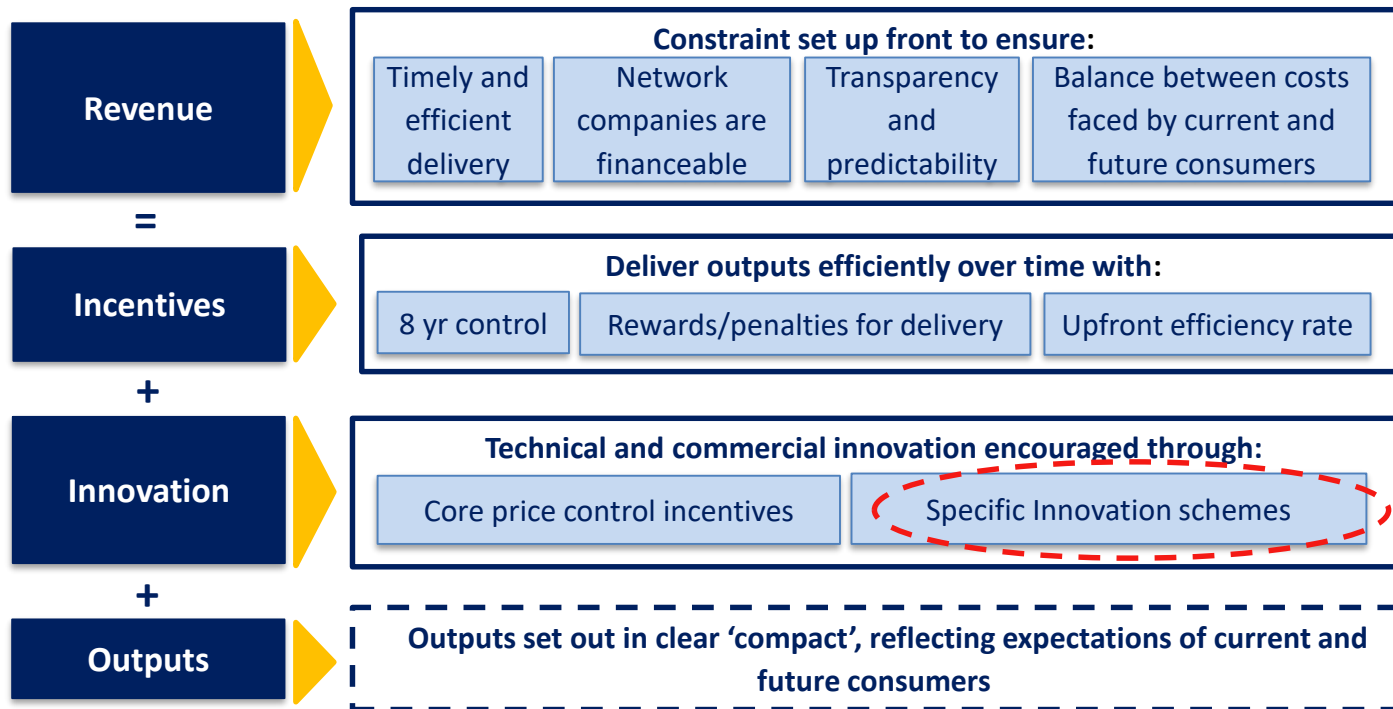 Revenue
Constraint set up front to ensure:
Timely and
efficient
delivery
Network
companies are
financeable
Transparency
and
predictability
Balance between costs
faced by current and
future consumers
=
Incentives
Deliver outputs efficiently over time with:
8 yr control
Rewards/penalties for delivery
Upfront efficiency rate
+
Innovation
Technical and commercial innovation encouraged through:
Core price control incentives
Specific Innovation schemes
+
Outputs
Outputs set out in clear ‘compact’, reflecting expectations of current and
future consumers